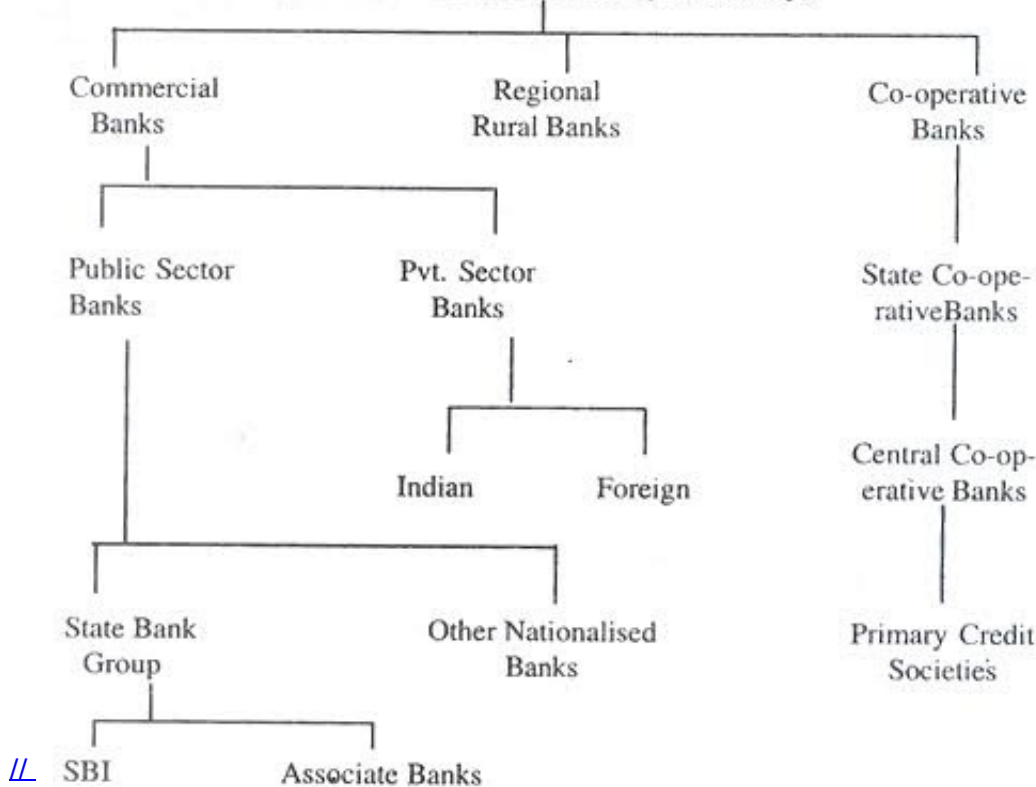 Commercial
Banks
Regional
Rural Banks
Co-operative
Banks
Public Sector
Banks
Pvt. Sector
Banks
State Co-ope-
rativeBanks
Indian
Foreign
Central Co-op-
erative Banks
State Bank
Group
Other Nationalised
Banks
Primary Credit
Societies
//
SBI
Associate Banks